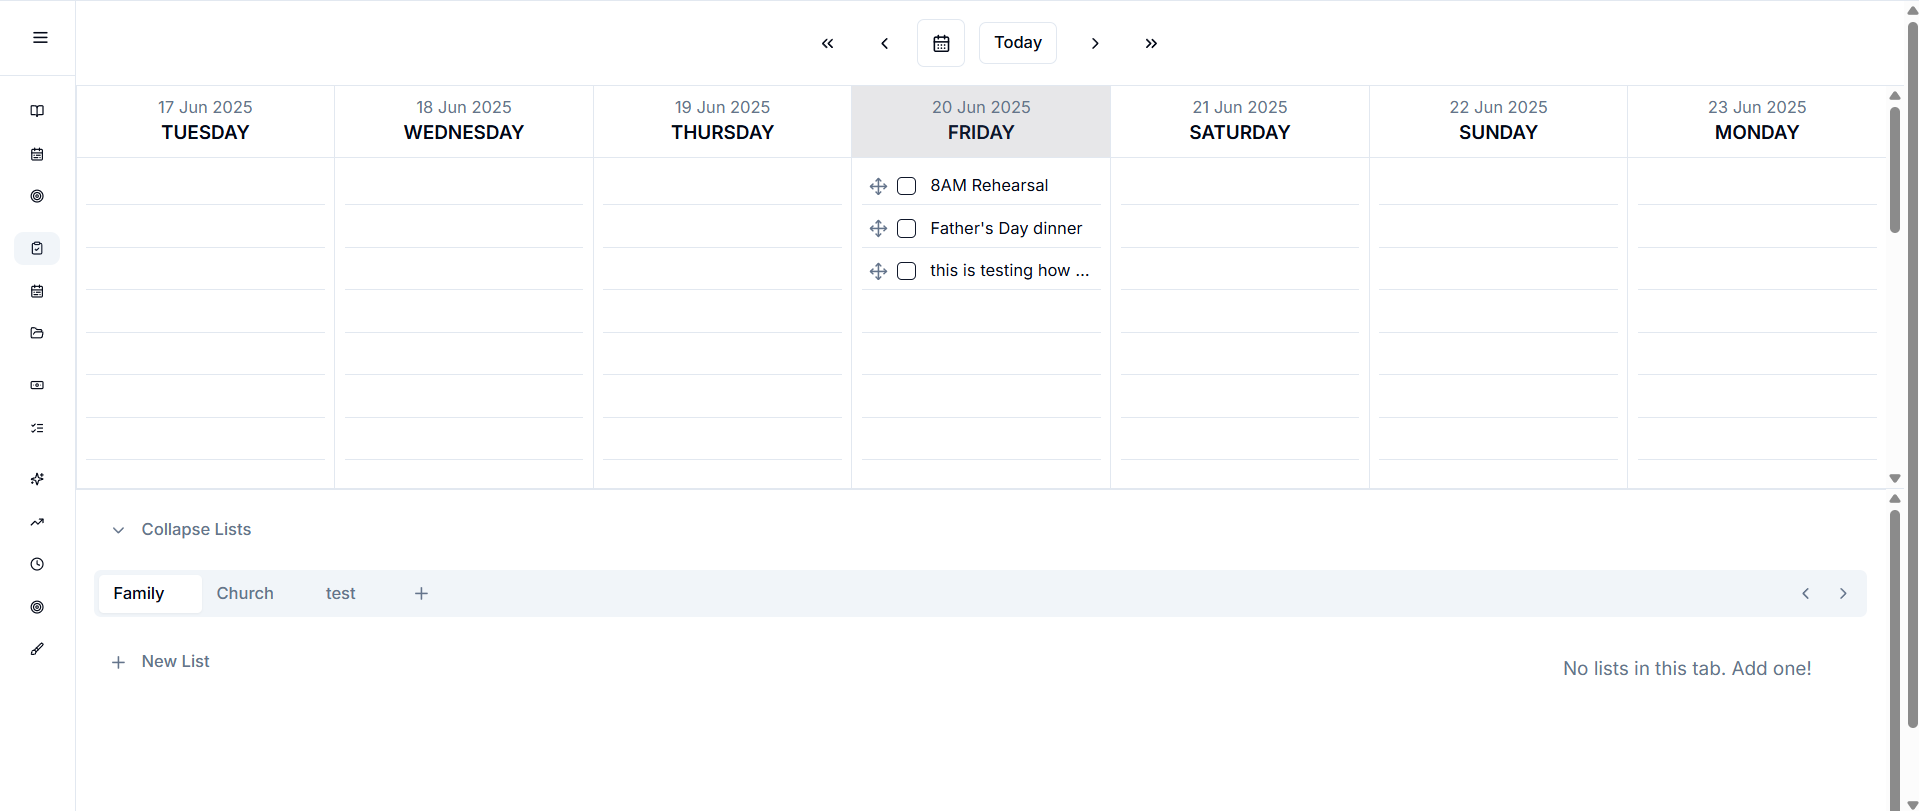 Today
17 Jun 2025
TUESDAY
18 Jun 2025
WEDNESDAY
19 Jun 2025
THURSDAY
20 Jun 2025
FRIDAY
21 Jun 2025
SATURDAY
22 Jun 2025
SUNDAY
23 Jun 2025
MONDAY
8AM Rehearsal
Father's Day dinner
this is testing how ...
Collapse Lists
Family
Church
test
New List
No lists in this tab. Add one!